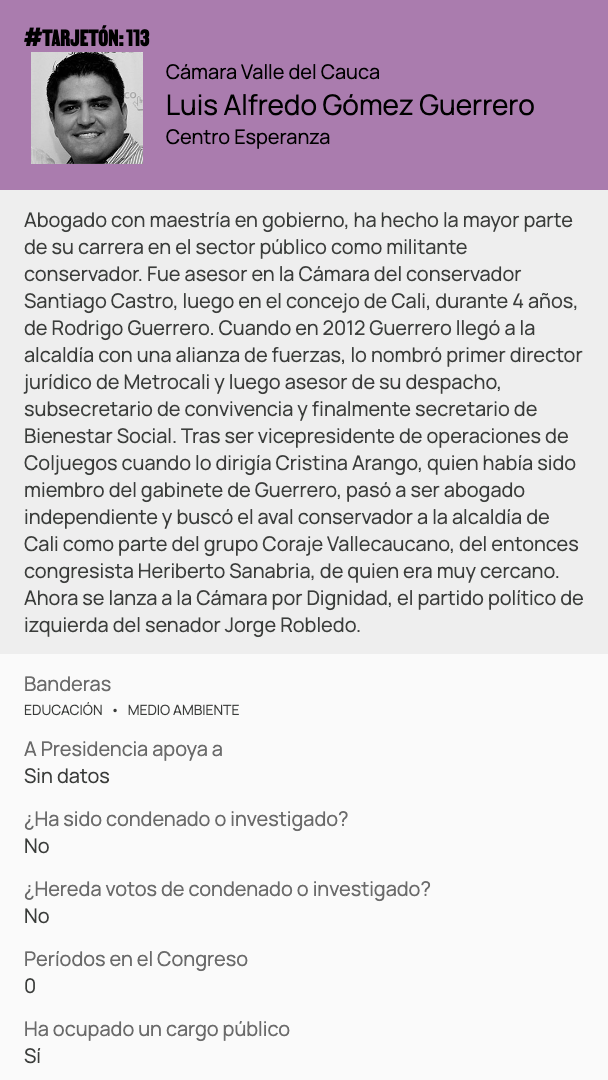 #TARJETÓN: 113
Cámara Valle del Cauca
Luis Alfredo Gómez Guerrero
Centro Esperanza
Abogado con maestría en gobierno, ha hecho la mayor parte
de su carrera en el sector público como militante
conservador. Fue asesor en la Cámara del conservador
Santiago Castro, luego en el concejo de Cali, durante 4 años,
de Rodrigo Guerrero. Cuando en 2012 Guerrero llegó a la
alcaldía con una alianza de fuerzas, lo nombró primer director
jurídico de Metrocali y luego asesor de su despacho,
subsecretario de convivencia y finalmente secretario de
Bienestar Social. Tras ser vicepresidente de operaciones de
Coljuegos cuando lo dirigía Cristina Arango, quien había sido
miembro del gabinete de Guerrero, pasó a ser abogado
independiente y buscó el aval conservador a la alcaldía de
Cali como parte del grupo Coraje Vallecaucano, del entonces
congresista Heriberto Sanabria, de quien era muy cercano.
Ahora se lanza a la Cámara por Dignidad, el partido político de
izquierda del senador Jorge Robledo.
Banderas
EDUCACIÓN • MEDIO AMBIENTE
A Presidencia apoya a
Sin datos
¿Ha sido condenado o investigado?
No
¿Hereda votos de condenado o investigado?
No
Períodos en el Congreso
0
Ha ocupado un cargo público
Sí